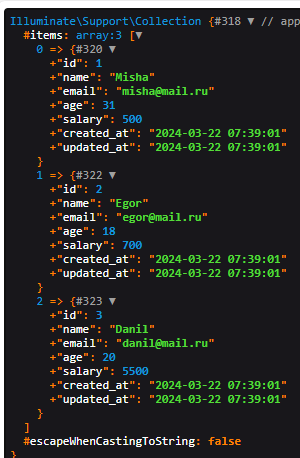 Illuminate\Support\Collection {#318 ▼ // app
#items: array:3 [▼
0 => {#320 ▼
+"id": 1
+"name": "Misha"
+"email": "misha@mail.ru"
+"age": 31
+"salary": 500
+"created_at": "2024-03-22 07:39:01"
+"updated_at": "2024-03-22 07:39:01"
}
1 => {#322 ▼
+"id": 2
+"name": "Egor"
+"email": "egor@mail.ru"
+"age": 18
+"salary": 700
+"created_at": "2024-03-22 07:39:01"
+"updated_at": "2024-03-22 07:39:01"
}
2 => {#323 ▼
+"id": 3
+"name": "Danil"
+"email": "danil@mail.ru"
+"age": 20
+"salary": 5500
+"created_at": "2024-03-22 07:39:01"
+"updated_at": "2024-03-22 07:39:01"
}
]
#escapeWhenCastingToString: false
}